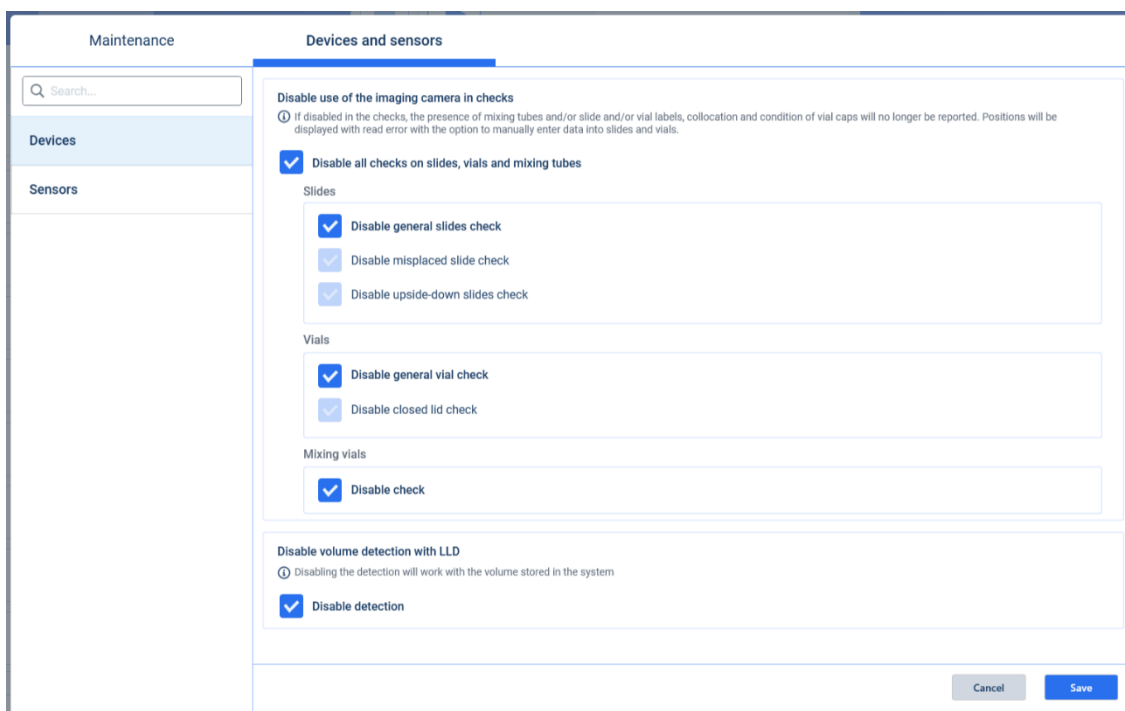 Maintenance
Devices and sensors
Search...
Devices
Sensors
Disable use of the imaging camera in checks
If disabled in the checks, the presence of mixing tubes and/or slide and/or vial labels, collocation and condition of vial caps will no longer be reported. Positions will be
displayed with read error with the option to manually enter data into slides and vials.
Disable all checks on slides, vials and mixing tubes
Slides
Disable general slides check
Disable misplaced slide check
Disable upside-down slides check
Vials
Disable general vial check
Disable closed lid check
Mixing vials
Disable check
Disable volume detection with LLD
Disabling the detection will work with the volume stored in the system
Disable detection
Cancel
Save